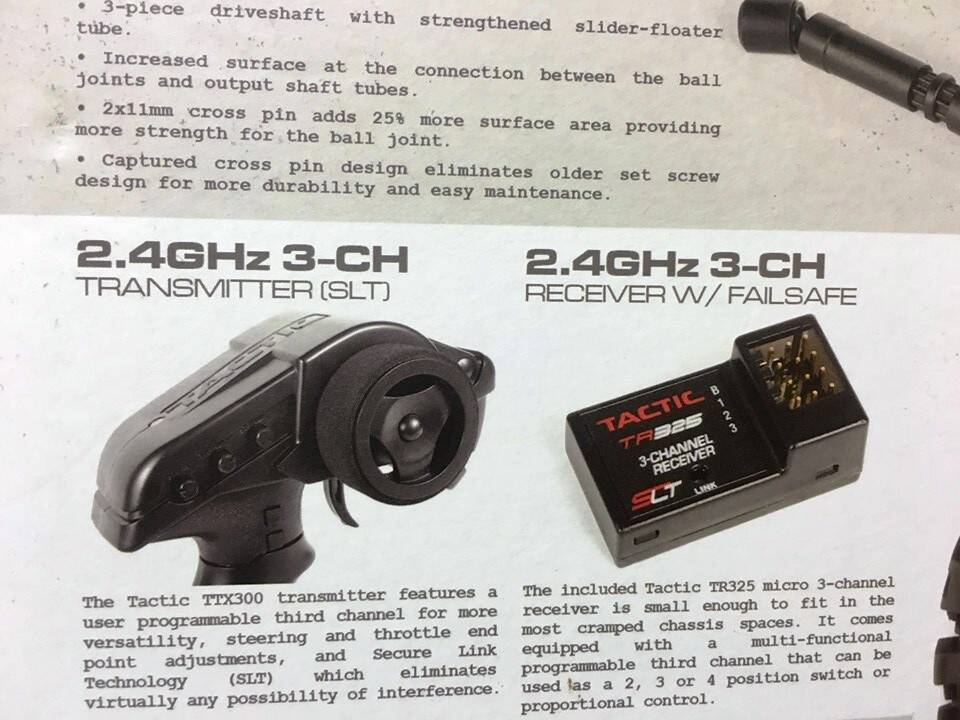 • 3-piece driveshaft with strengthened slider-floater
tube.
• Increased surface at the connection between the ball
joints and output shaft tubes.
• 2x11mm cross pin adds 25% more surface area providing
more strength for the ball joint.
• Captured cross pin design eliminates older set screw
design for more durability and easy maintenance.
2.4GHz 3-CH
TRANSMITTER (SLT)
TACTIC
The Tactic TTX300 transmitter features a
user programmable third channel for more
versatility, steering and throttle end
point adjustments, and Secure Link
Technology (SLT) which eliminates
virtually any possibility of interference.
2.4GHz 3-CH
RECEIVER W/ FAILSAFE
TACTIC
TR325
3-CHANNEL
RECEIVER
SLT
LINK
B
1
2
3
The included Tactic TR325 micro 3-channel
receiver is small enough to fit in the
most cramped chassis spaces. It comes
equipped with a multi-functional
programmable third channel that can be
used as a 2, 3 or 4 position switch or
proportional control.